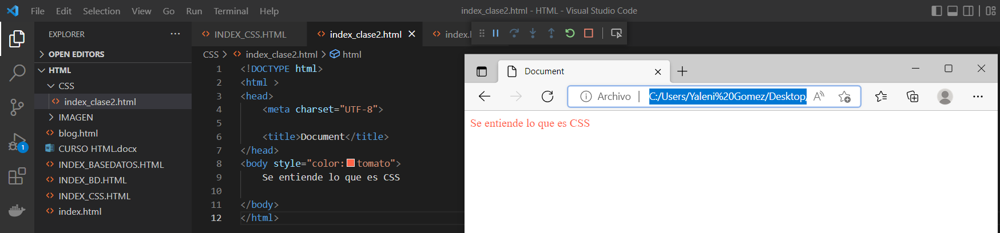 File Edit Selection View Go Run Terminal Help
index_clase2.html - HTML - Visual Studio Code
EXPLORER
OPEN EDITORS
HTML
CSS
index_clase2.html
IMAGEN
blog.html
CURSO HTML.docx
INDEX_BASEDATOS.HTML
INDEX_BD.HTML
INDEX_CSS.HTML
index.html
1
INDEX_CSS.HTML
index_clase2.html
index.
CSS > index_clase2.html > html
1 <!DOCTYPE html>
2 <html >
3 <head>
4 <meta charset="UTF-8">
5
6 <title>Document</title>
7 </head>
8 <body style="color:tomato">
9 Se entiende lo que es CSS
10
11 </body>
12 </html>
Document
Archivo | C:/Users/Yaleni%20Gomez/Desktop/
Se entiende lo que es CSS